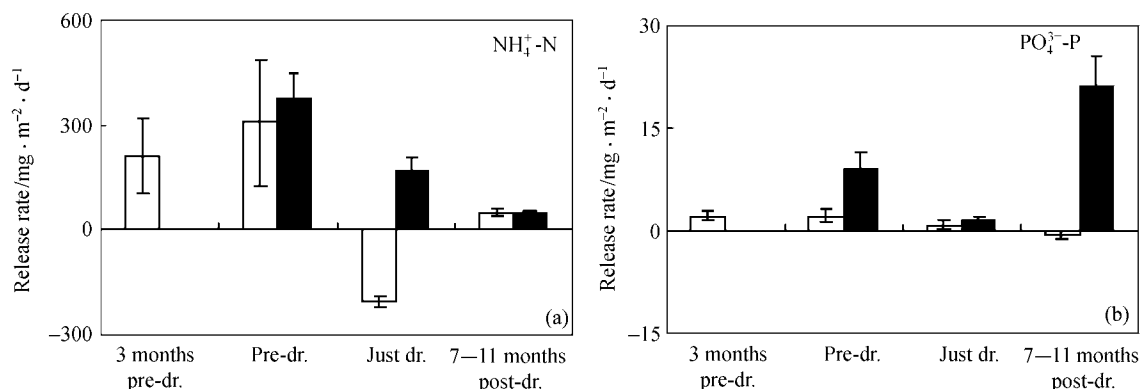 600
300
0
−300
Release rate/mg·m⁻²·d⁻¹
NH₄⁺-N
(a)
3 months pre-dr.
Pre-dr.
Just dr.
7—11 months post-dr.
30
15
0
−15
Release rate/mg·m⁻²·d⁻¹
PO₄³⁻-P
(b)
3 months pre-dr.
Pre-dr.
Just dr.
7—11 months post-dr.